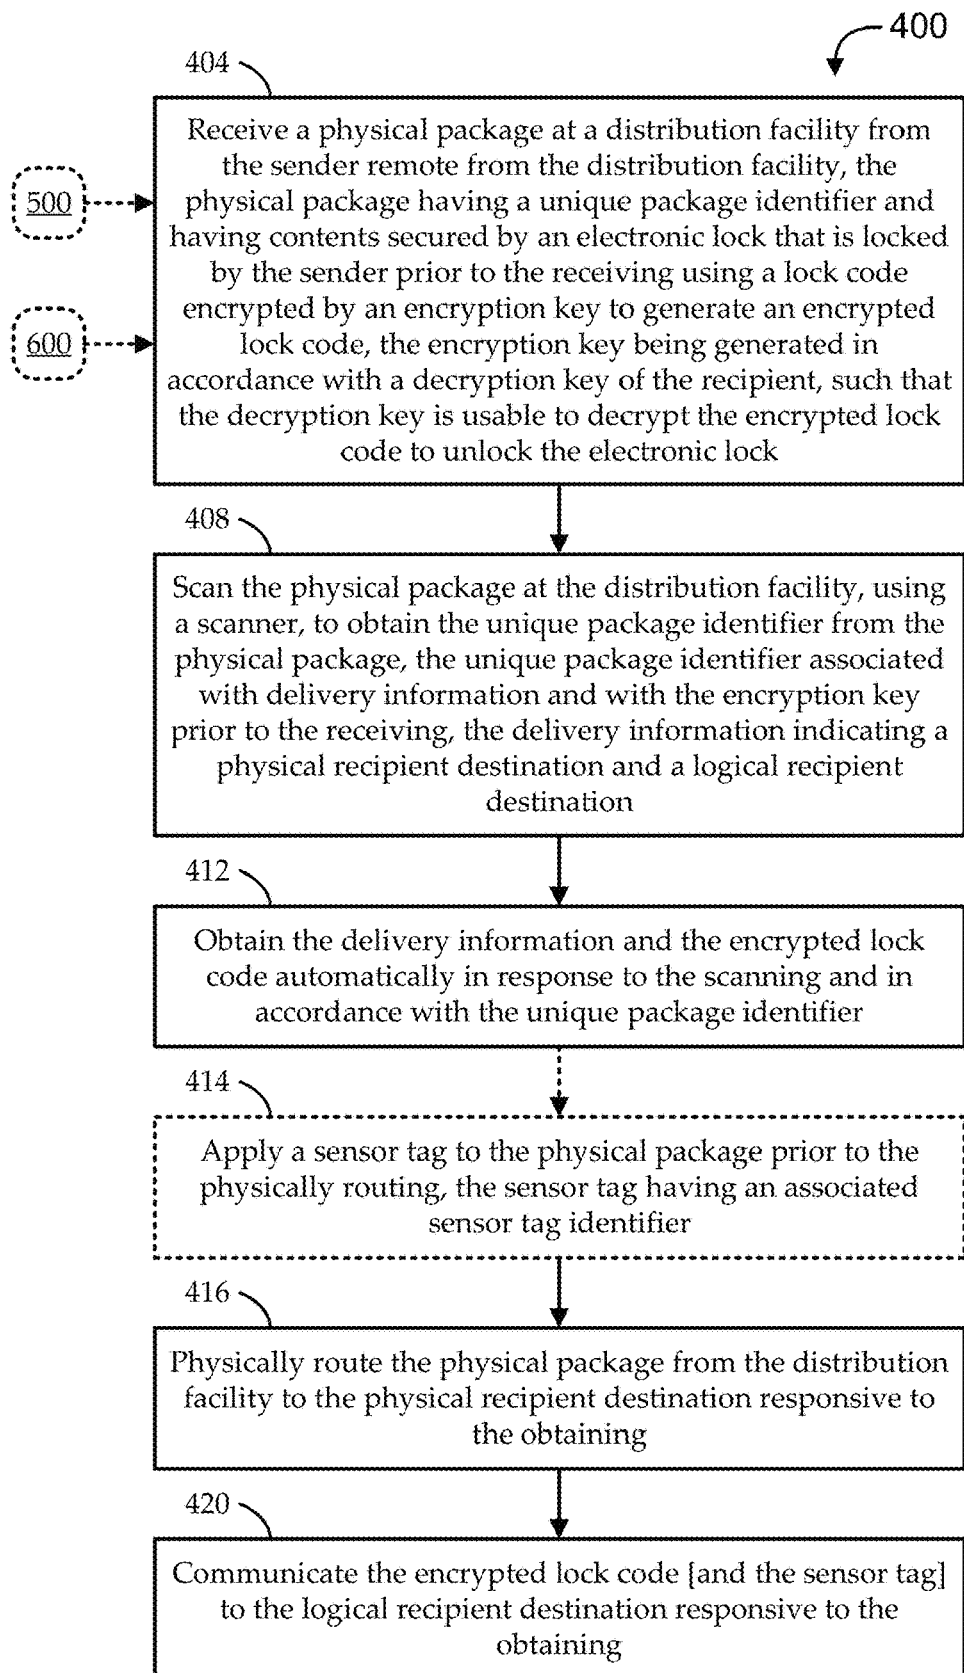 400
404
Receive a physical package at a distribution facility from
the sender remote from the distribution facility, the
physical package having a unique package identifier and
having contents secured by an electronic lock that is locked
by the sender prior to the receiving using a lock code
encrypted by an encryption key to generate an encrypted
lock code, the encryption key being generated in
accordance with a decryption key of the recipient, such that
the decryption key is usable to decrypt the encrypted lock
code to unlock the electronic lock
500
600
408
Scan the physical package at the distribution facility, using
a scanner, to obtain the unique package identifier from the
physical package, the unique package identifier associated
with delivery information and with the encryption key
prior to the receiving, the delivery information indicating a
physical recipient destination and a logical recipient
destination
412
Obtain the delivery information and the encrypted lock
code automatically in response to the scanning and in
accordance with the unique package identifier
414
Apply a sensor tag to the physical package prior to the
physically routing, the sensor tag having an associated
sensor tag identifier
416
Physically route the physical package from the distribution
facility to the physical recipient destination responsive to
the obtaining
420
Communicate the encrypted lock code [and the sensor tag]
to the logical recipient destination responsive to the
obtaining